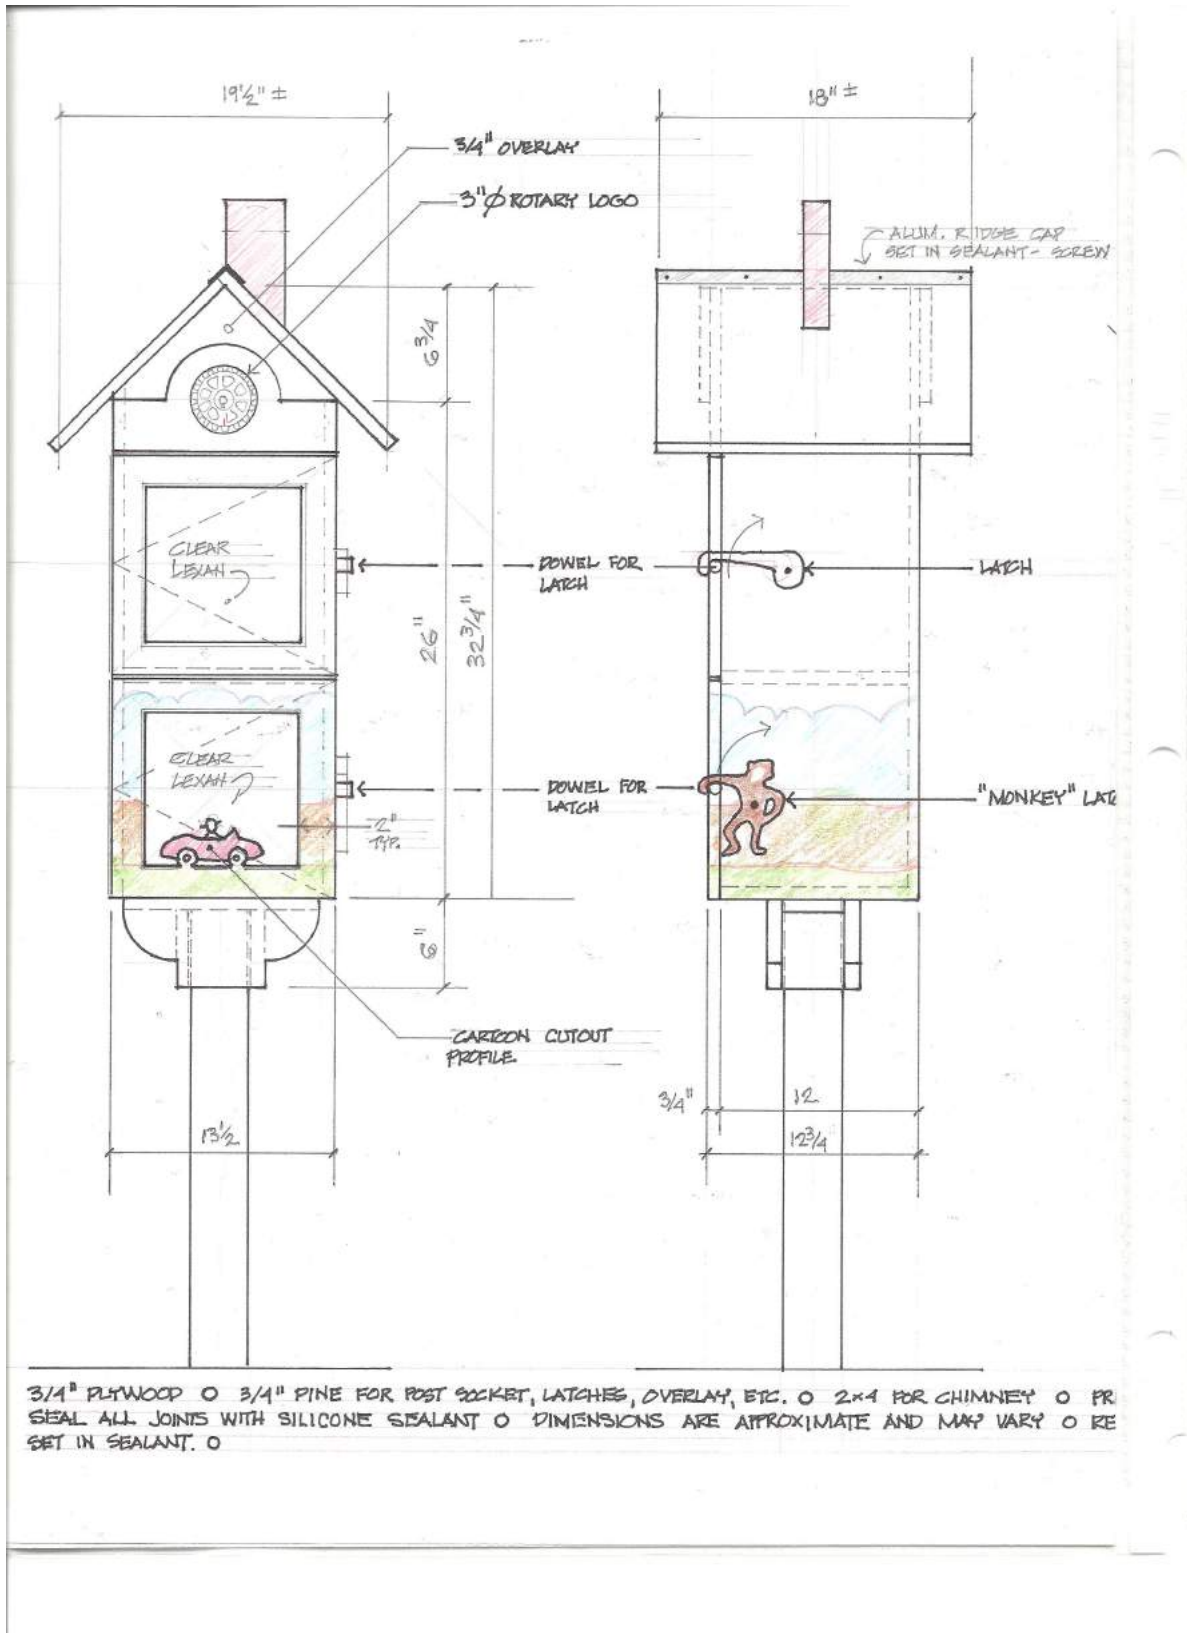 19½" ±
18" ±
3/4" OVERLAY
3"Ø ROTARY LOGO
ALUM. RIDGE CAP
SET IN SEALANT - SCREW
6 3/4
CLEAR
LEXAN
DOWEL FOR
LATCH
LATCH
26"
32 3/4"
CLEAR
LEXAN
DOWEL FOR
LATCH
"MONKEY" LATC
2"
TYP.
6"
CARTOON CUTOUT
PROFILE
3/4"
12
13½
12 3/4
3/4" PLYWOOD O 3/4" PINE FOR POST SOCKET, LATCHES, OVERLAY, ETC. O 2x4 FOR CHIMNEY O PR
SEAL ALL JOINTS WITH SILICONE SEALANT O DIMENSIONS ARE APPROXIMATE AND MAY VARY O RE
SET IN SEALANT. O